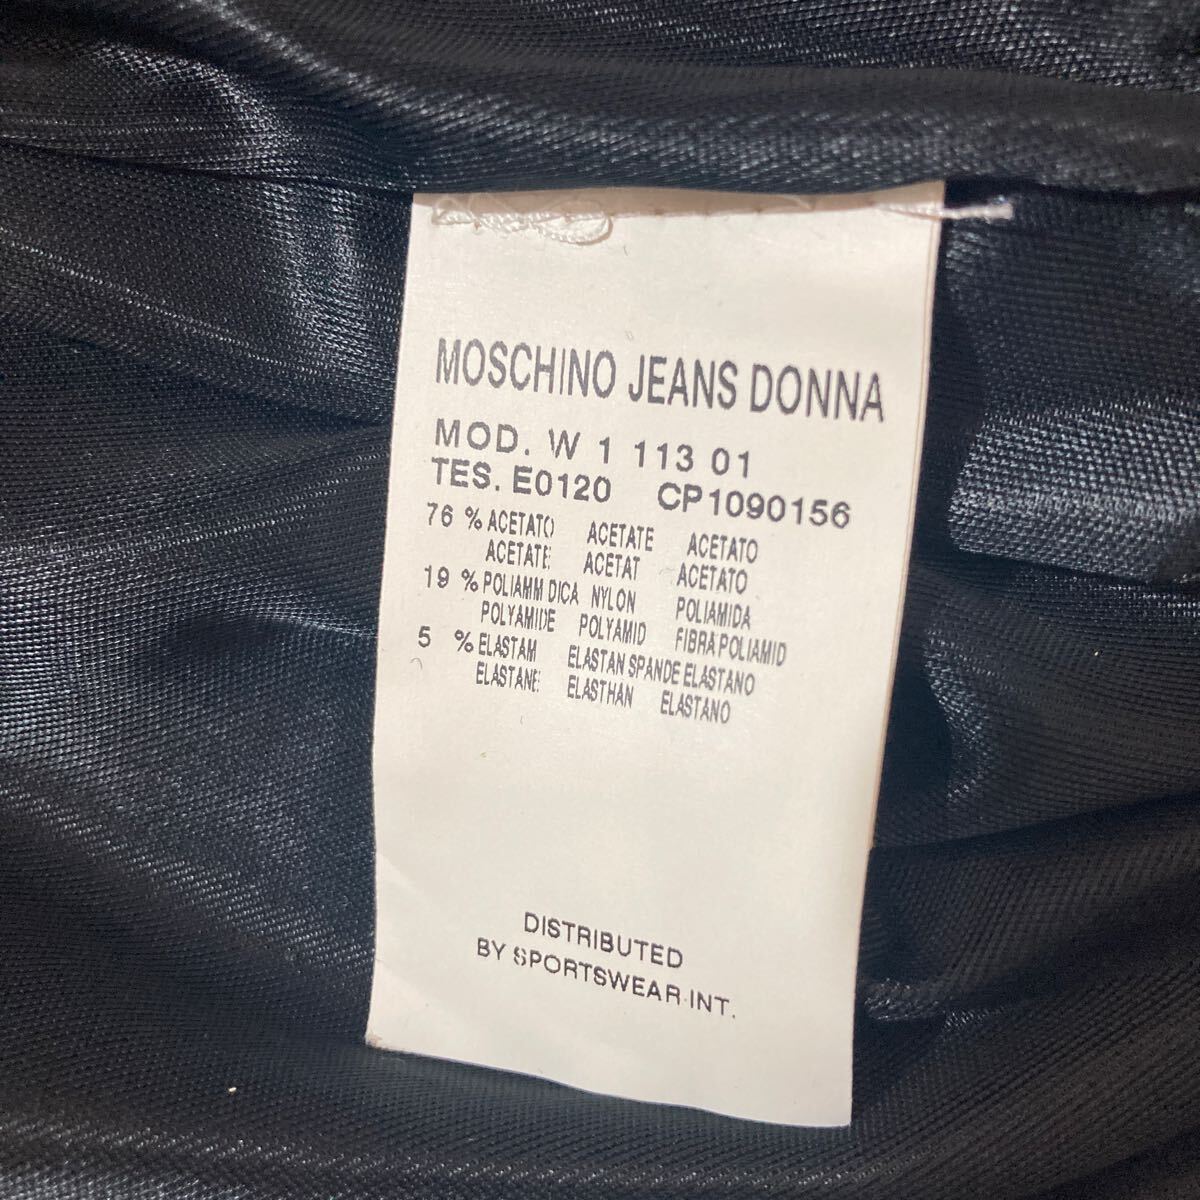 MOSCHINO JEANS DONNA
MOD. W 1 113 01
TES. E0120 CP1090156
76 % ACETATO ACETATE ACETATO
ACETATE ACETAT ACETATO
19 % POLIAMM DICA NYLON POLIAMIDA
POLYAMIDE POLYAMID FIBRA POLIAMID
5 % ELASTAM ELASTAN SPANDE ELASTANO
ELASTANE ELASTHAN ELASTANO
DISTRIBUTED
BY SPORTSWEAR INT.